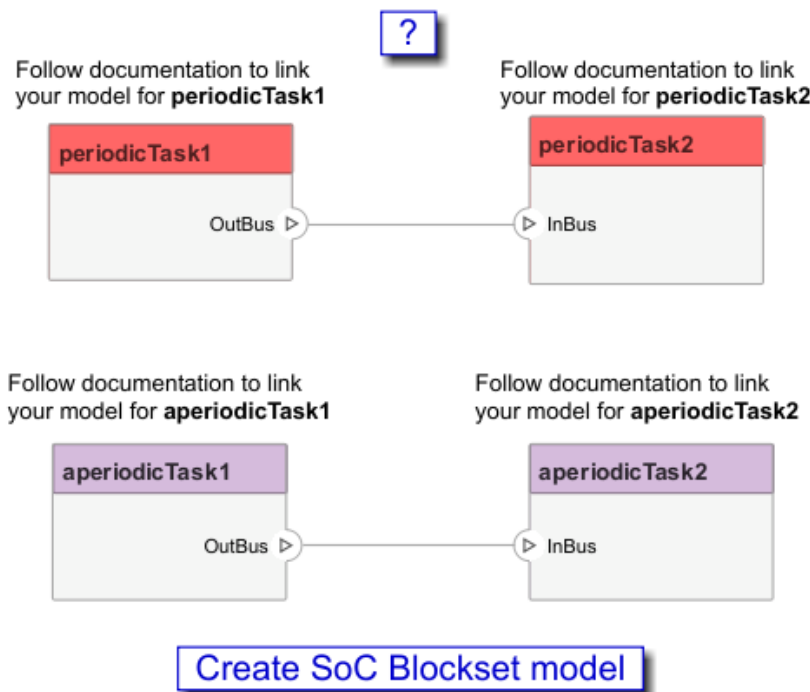 ?
Follow documentation to link
your model for periodicTask1
Follow documentation to link
your model for periodicTask2
periodicTask1
OutBus
periodicTask2
InBus
Follow documentation to link
your model for aperiodicTask1
Follow documentation to link
your model for aperiodicTask2
aperiodicTask1
OutBus
aperiodicTask2
InBus
Create SoC Blockset model